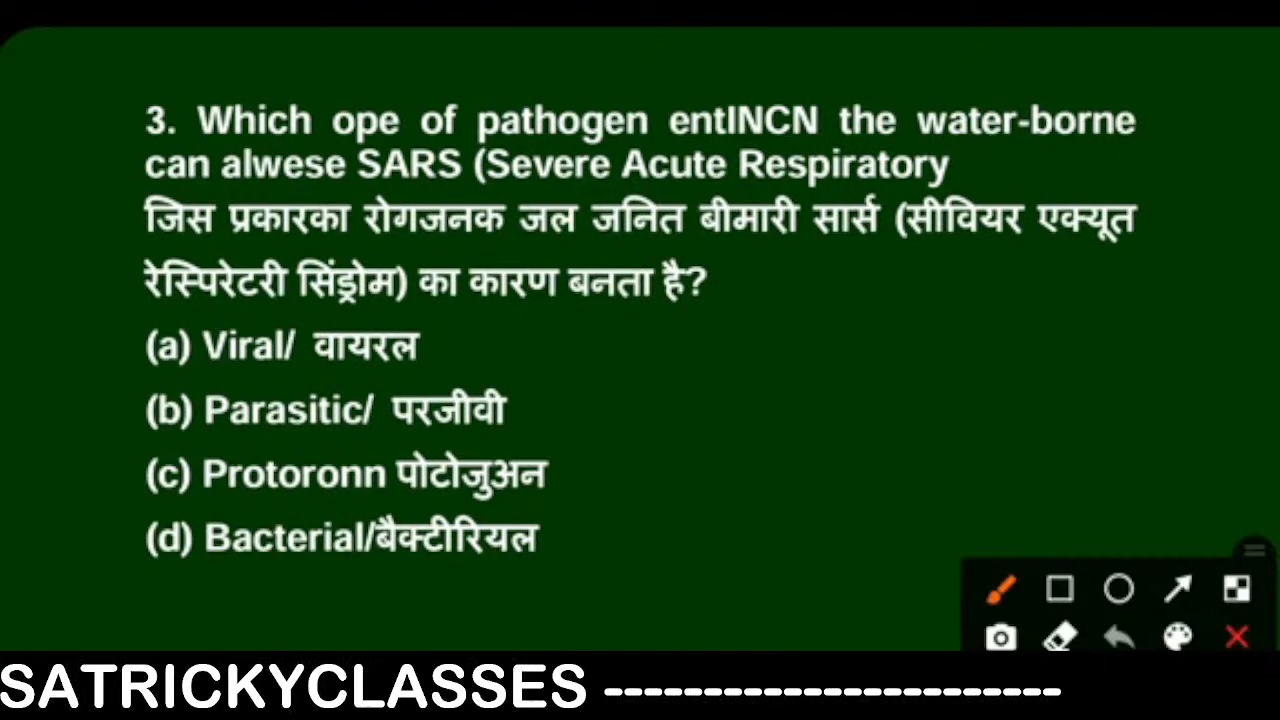 3. Which ope of pathogen entINCN the water-borne
can alwese SARS (Severe Acute Respiratory
जिस प्रकारका रोगजनक जल जनित बीमारी सार्स (सीवियर एक्यूत
रेस्पिरेटरी सिंड्रोम) का कारण बनता है?
(a) Viral/ वायरल
(b) Parasitic/ परजीवी
(c) Protoronn पोटोजुअन
(d) Bacterial/बैक्टीरियल
SATRICKYCLASSES -----------------------